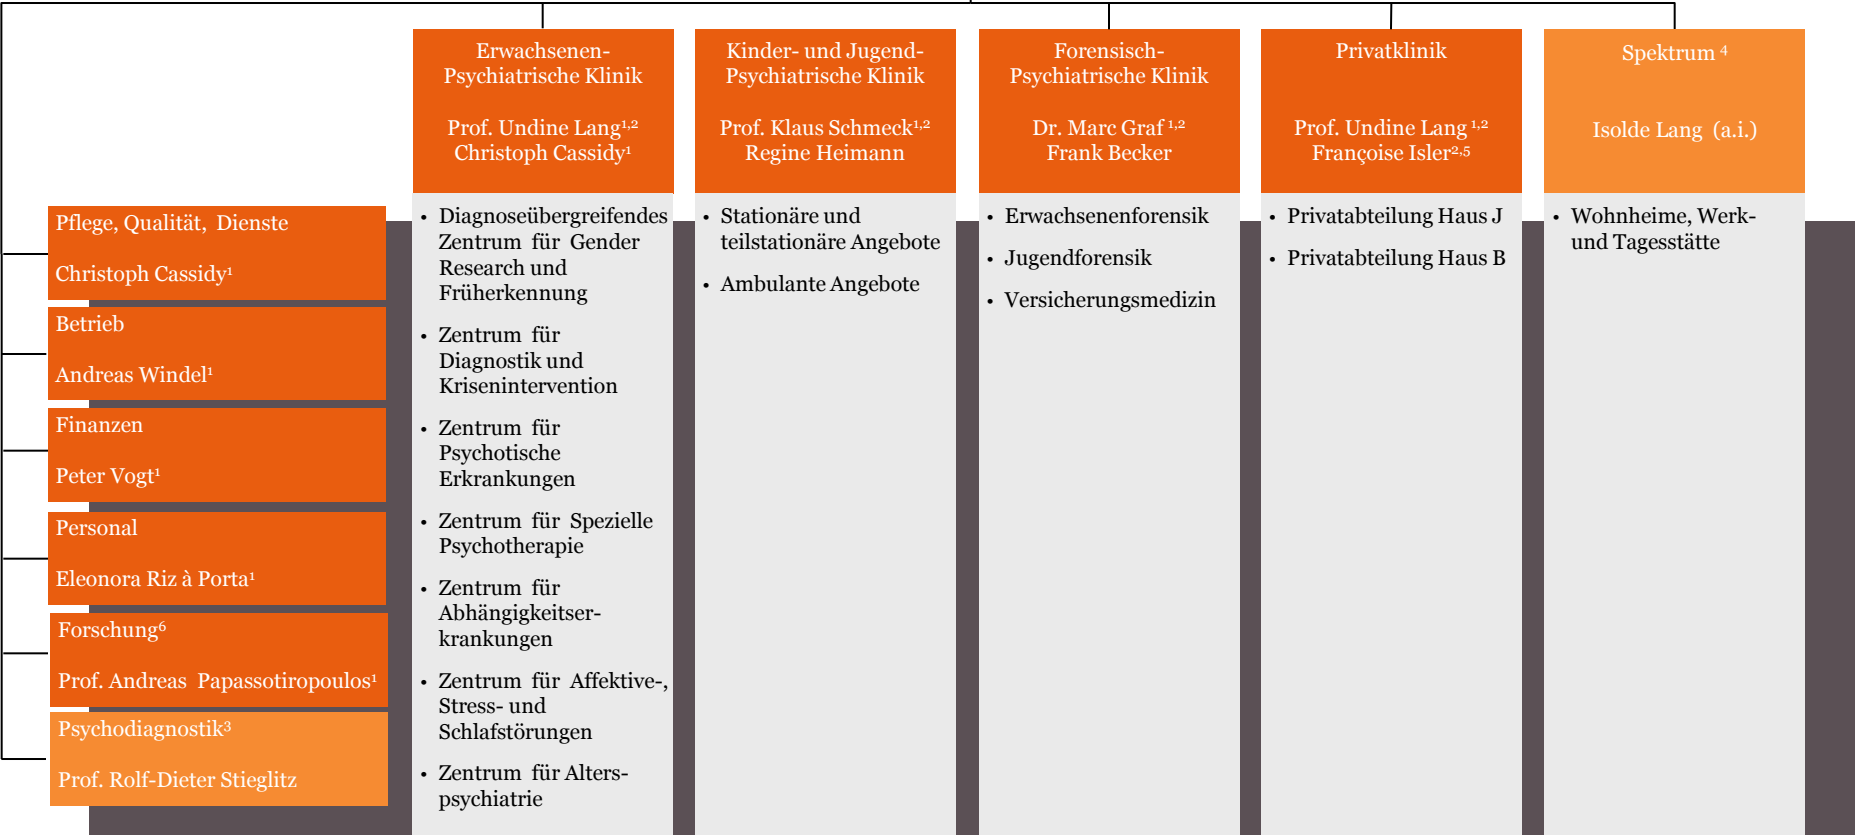 Erwachsenen-
Psychiatrische Klinik
Prof. Undine Lang¹,²
Christoph Cassidy¹
Kinder- und Jugend-
Psychiatrische Klinik
Prof. Klaus Schmeck¹,²
Regine Heimann
Forensisch-
Psychiatrische Klinik
Dr. Marc Graf ¹,²
Frank Becker
Privatklinik
Prof. Undine Lang ¹,²
Françoise Isler²,⁵
Spektrum ⁴
Isolde Lang (a.i.)
Pflege, Qualität, Dienste
Christoph Cassidy¹
Betrieb
Andreas Windel¹
Finanzen
Peter Vogt¹
Personal
Eleonora Riz à Porta¹
Forschung⁶
Prof. Andreas Papassotiropoulos¹
Psychodiagnostik³
Prof. Rolf-Dieter Stieglitz
• Diagnoseübergreifendes
Zentrum für Gender
Research und
Früherkennung
• Zentrum für
Diagnostik und
Krisenintervention
• Zentrum für
Psychotische
Erkrankungen
• Zentrum für Spezielle
Psychotherapie
• Zentrum für
Abhängigkeitser-
krankungen
• Zentrum für Affektive-,
Stress- und
Schlafstörungen
• Zentrum für Alters-
psychiatrie
• Stationäre und
teilstationäre Angebote
• Ambulante Angebote
• Erwachsenenforensik
• Jugendforensik
• Versicherungsmedizin
• Privatabteilung Haus J
• Privatabteilung Haus B
• Wohnheime, Werk-
und Tagesstätte